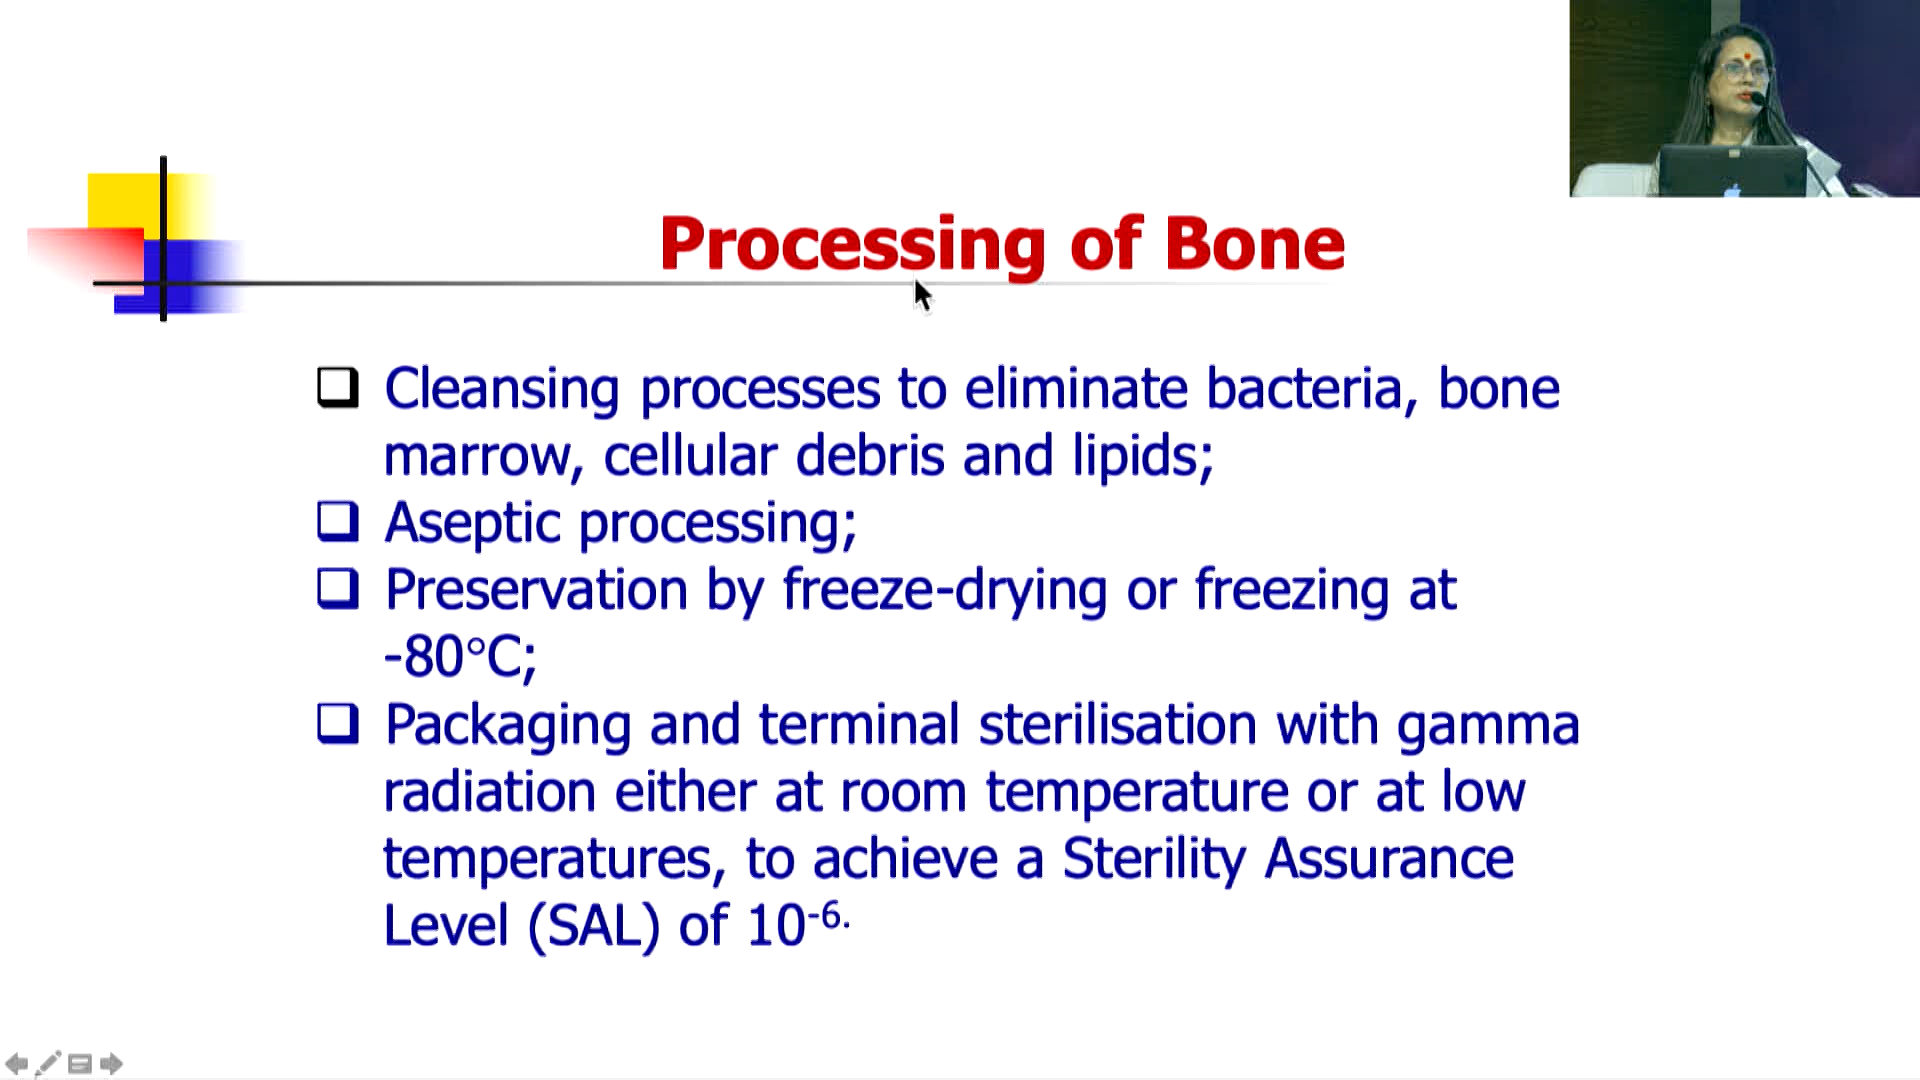 Processing of Bone
❑ Cleansing processes to eliminate bacteria, bone
marrow, cellular debris and lipids;
❑ Aseptic processing;
❑ Preservation by freeze-drying or freezing at
-80°C;
❑ Packaging and terminal sterilisation with gamma
radiation either at room temperature or at low
temperatures, to achieve a Sterility Assurance
Level (SAL) of 10⁻⁶.